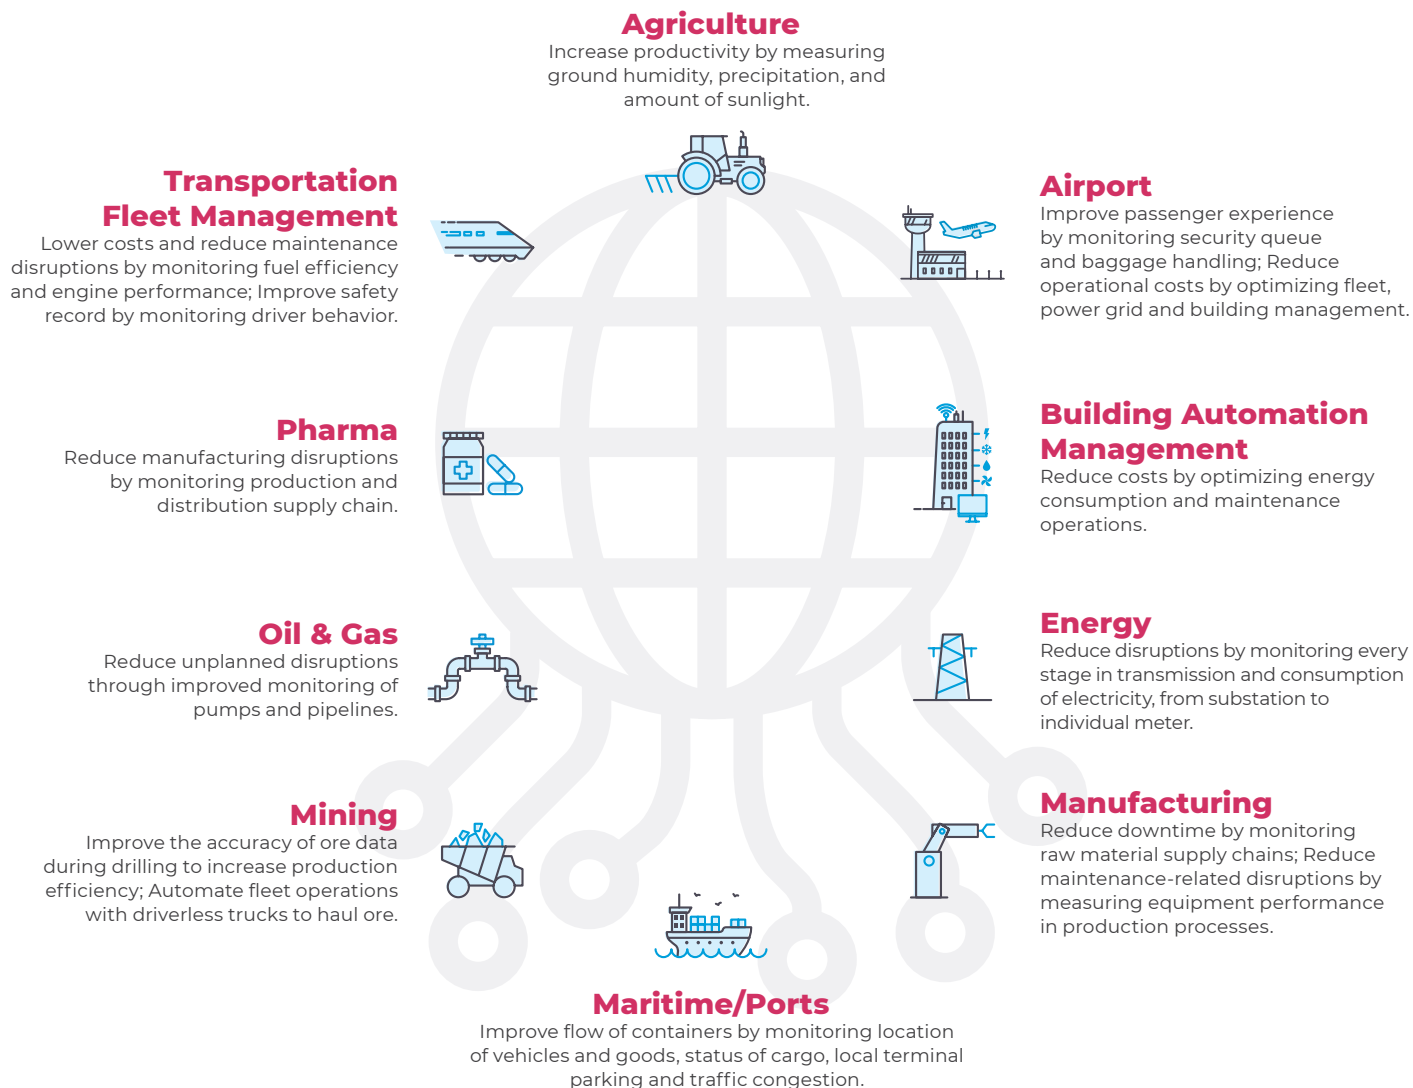 Agriculture
Increase productivity by measuring
ground humidity, precipitation, and
amount of sunlight.
Transportation
Fleet Management
Lower costs and reduce maintenance
disruptions by monitoring fuel efficiency
and engine performance; Improve safety
record by monitoring driver behavior.
Airport
Improve passenger experience
by monitoring security queue
and baggage handling; Reduce
operational costs by optimizing fleet,
power grid and building management.
Pharma
Reduce manufacturing disruptions
by monitoring production and
distribution supply chain.
Building Automation
Management
Reduce costs by optimizing energy
consumption and maintenance
operations.
Oil & Gas
Reduce unplanned disruptions
through improved monitoring of
pumps and pipelines.
Energy
Reduce disruptions by monitoring every
stage in transmission and consumption
of electricity, from substation to
individual meter.
Mining
Improve the accuracy of ore data
during drilling to increase production
efficiency; Automate fleet operations
with driverless trucks to haul ore.
Manufacturing
Reduce downtime by monitoring
raw material supply chains; Reduce
maintenance-related disruptions by
measuring equipment performance
in production processes.
Maritime/Ports
Improve flow of containers by monitoring location
of vehicles and goods, status of cargo, local terminal
parking and traffic congestion.